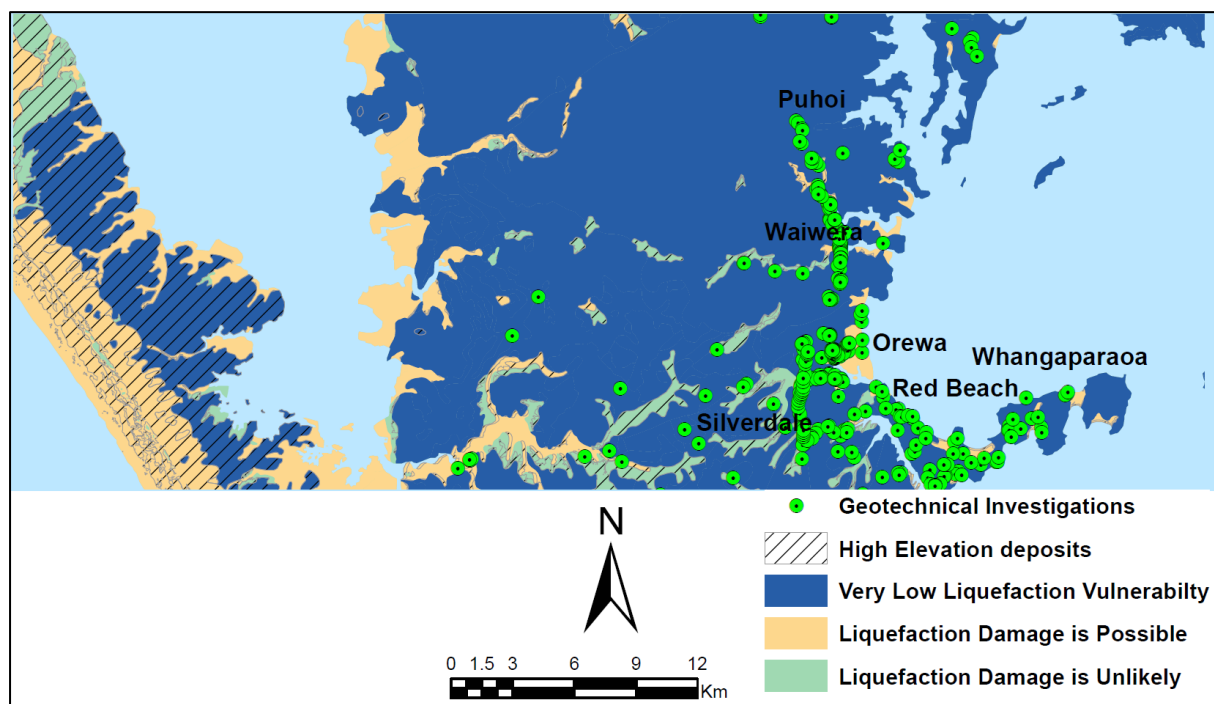 Puhoi
Waiwera
Orewa
Whangaparaoa
Red Beach
Silverdale
Geotechnical Investigations
N
High Elevation deposits
Very Low Liquefaction Vulnerabilty
Liquefaction Damage is Possible
0 1.5 3 6 9 12
Km
Liquefaction Damage is Unlikely